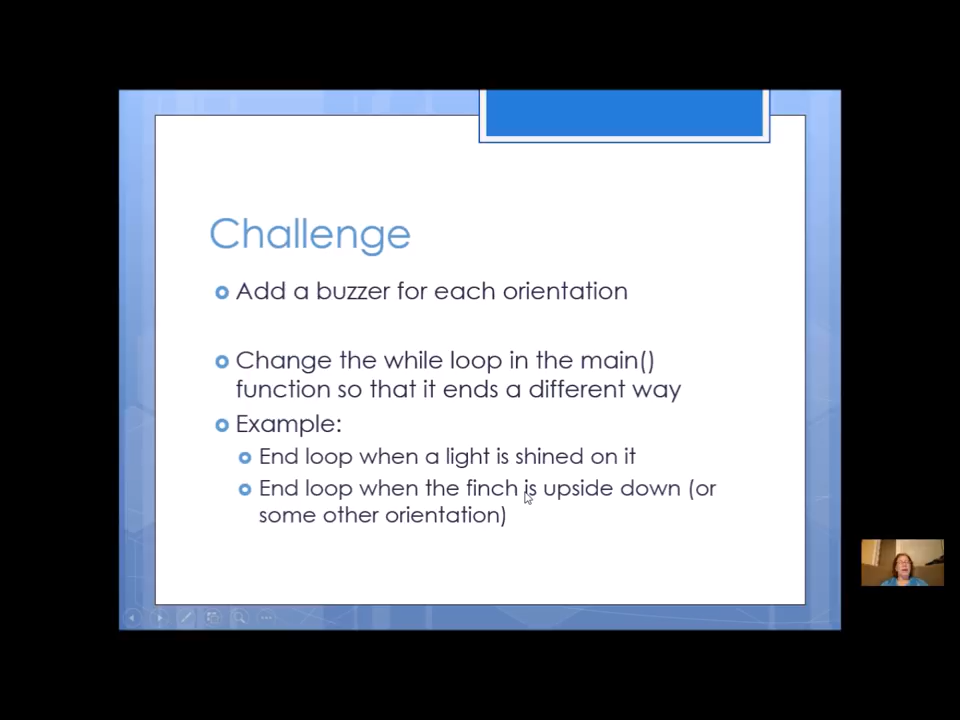 Challenge
Add a buzzer for each orientation
Change the while loop in the main()
function so that it ends a different way
Example:
End loop when a light is shined on it
End loop when the finch is upside down (or
some other orientation)